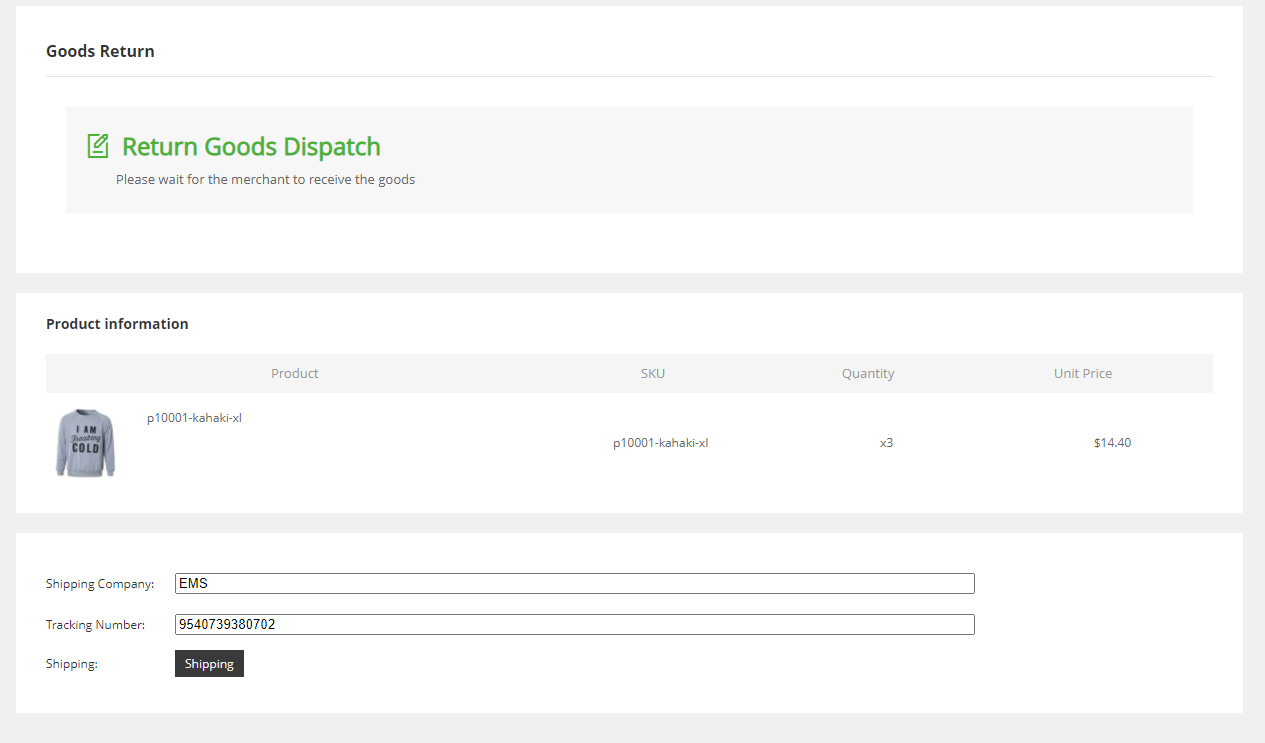 Goods Return
Return Goods Dispatch
Please wait for the merchant to receive the goods
Product information
Product SKU Quantity Unit Price
p10001-kahaki-xl
I AM
Freaking
COLD
p10001-kahaki-xl x3 $14.40
Shipping Company: EMS
Tracking Number: 9540739380702
Shipping: Shipping